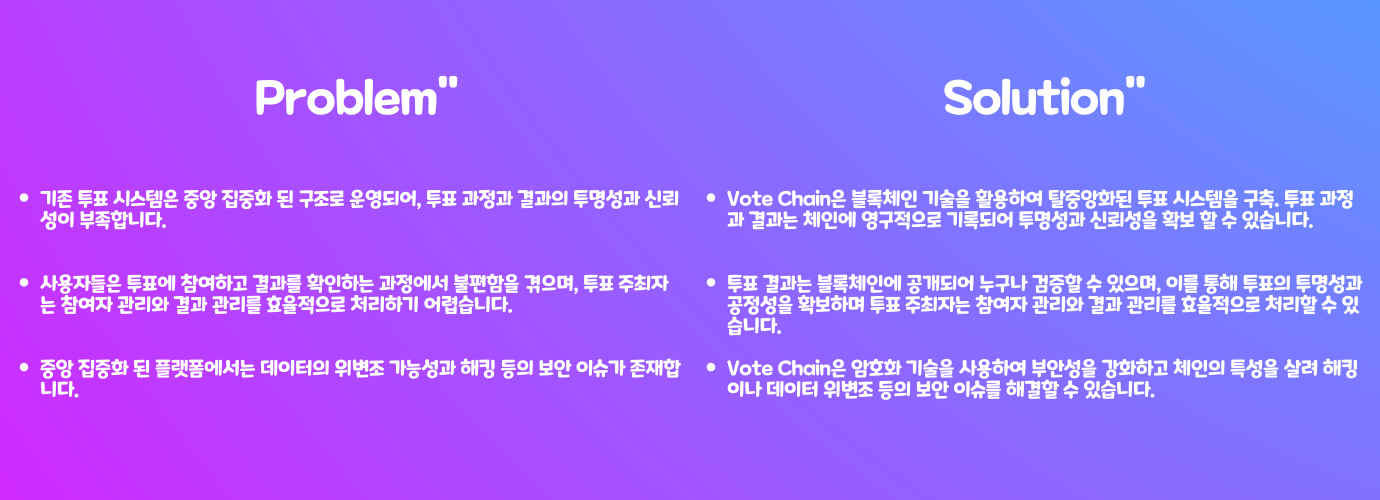 Problem"
• 기존 투표 시스템은 중앙 집중화 된 구조로 운영되어, 투표 과정과 결과의 투명성과 신뢰
성이 부족합니다.
• 사용자들은 투표에 참여하고 결과를 확인하는 과정에서 불편함을 겪으며, 투표 주최자
는 참여자 관리와 결과 관리를 효율적으로 처리하기 어렵습니다.
• 중앙 집중화 된 플랫폼에서는 데이터의 위변조 가능성과 해킹 등의 보안 이슈가 존재합
니다.
Solution"
• Vote Chain은 블록체인 기술을 활용하여 탈중앙화된 투표 시스템을 구축. 투표 과정
과 결과는 체인에 영구적으로 기록되어 투명성과 신뢰성을 확보 할 수 있습니다.
• 투표 결과는 블록체인에 공개되어 누구나 검증할 수 있으며, 이를 통해 투표의 투명성과
공정성을 확보하며 투표 주최자는 참여자 관리와 결과 관리를 효율적으로 처리할 수 있
습니다.
• Vote Chain은 암호화 기술을 사용하여 부안성을 강화하고 체인의 특성을 살려 해킹
이나 데이터 위변조 등의 보안 이슈를 해결할 수 있습니다.